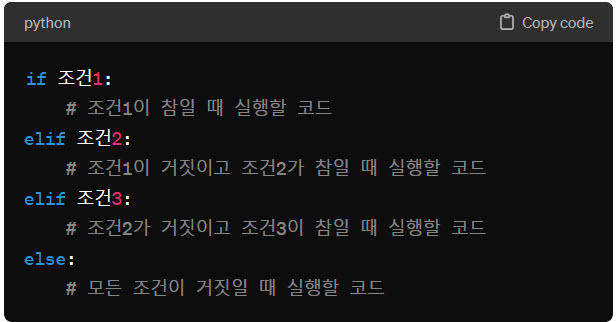 python
Copy code
if 조건1:
# 조건1이 참일 때 실행할 코드
elif 조건2:
# 조건1이 거짓이고 조건2가 참일 때 실행할 코드
elif 조건3:
# 조건2가 거짓이고 조건3이 참일 때 실행할 코드
else:
# 모든 조건이 거짓일 때 실행할 코드